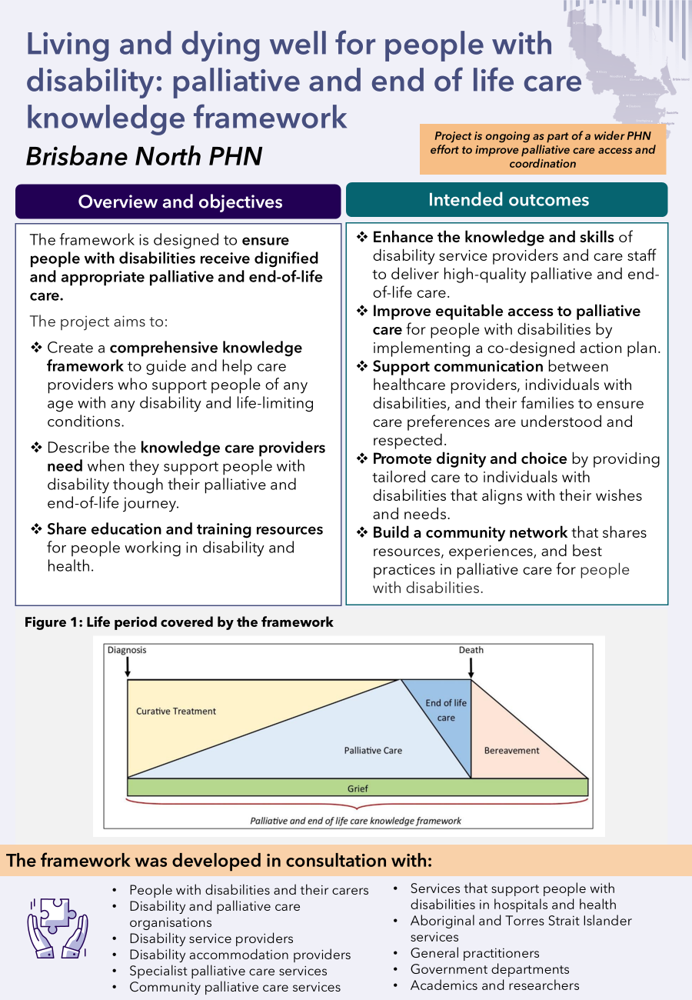 Living and dying well for people with
disability: palliative and end of life care
knowledge framework
Brisbane North PHN
Project is ongoing as part of a wider PHN
effort to improve palliative care access and
coordination
Overview and objectives
The framework is designed to ensure
people with disabilities receive dignified
and appropriate palliative and end-of-life
care.
The project aims to:
❖ Create a comprehensive knowledge
framework to guide and help care
providers who support people of any
age with any disability and life-limiting
conditions.
❖ Describe the knowledge care providers
need when they support people with
disability though their palliative and
end-of-life journey.
❖ Share education and training resources
for people working in disability and
health.
Intended outcomes
❖ Enhance the knowledge and skills of
disability service providers and care staff
to deliver high-quality palliative and end-
of-life care.
❖ Improve equitable access to palliative
care for people with disabilities by
implementing a co-designed action plan.
❖ Support communication between
healthcare providers, individuals with
disabilities, and their families to ensure
care preferences are understood and
respected.
❖ Promote dignity and choice by providing
tailored care to individuals with
disabilities that aligns with their wishes
and needs.
❖ Build a community network that shares
resources, experiences, and best
practices in palliative care for people
with disabilities.
Figure 1: Life period covered by the framework
Diagnosis
Death
Curative Treatment
End of life
care
Palliative Care
Bereavement
Grief
Palliative and end of life care knowledge framework
The framework was developed in consultation with:
• People with disabilities and their carers
• Disability and palliative care
organisations
• Disability service providers
• Disability accommodation providers
• Specialist palliative care services
• Community palliative care services
• Services that support people with
disabilities in hospitals and health
• Aboriginal and Torres Strait Islander
services
• General practitioners
• Government departments
• Academics and researchers